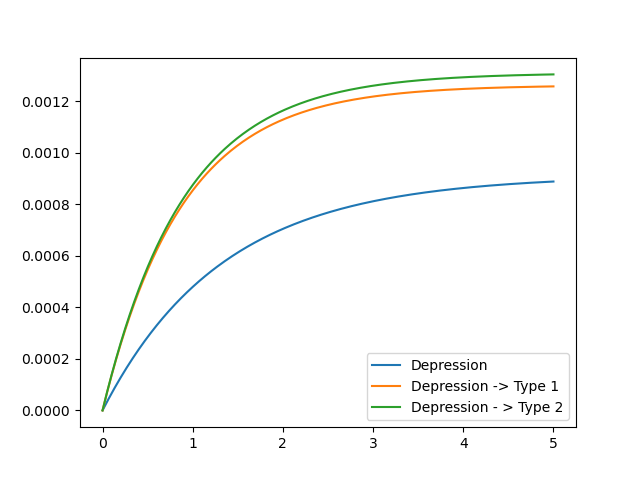 0.0012
0.0010
0.0008
0.0006
0.0004
0.0002
0.0000
Depression
Depression -> Type 1
Depression - > Type 2
0 1 2 3 4 5